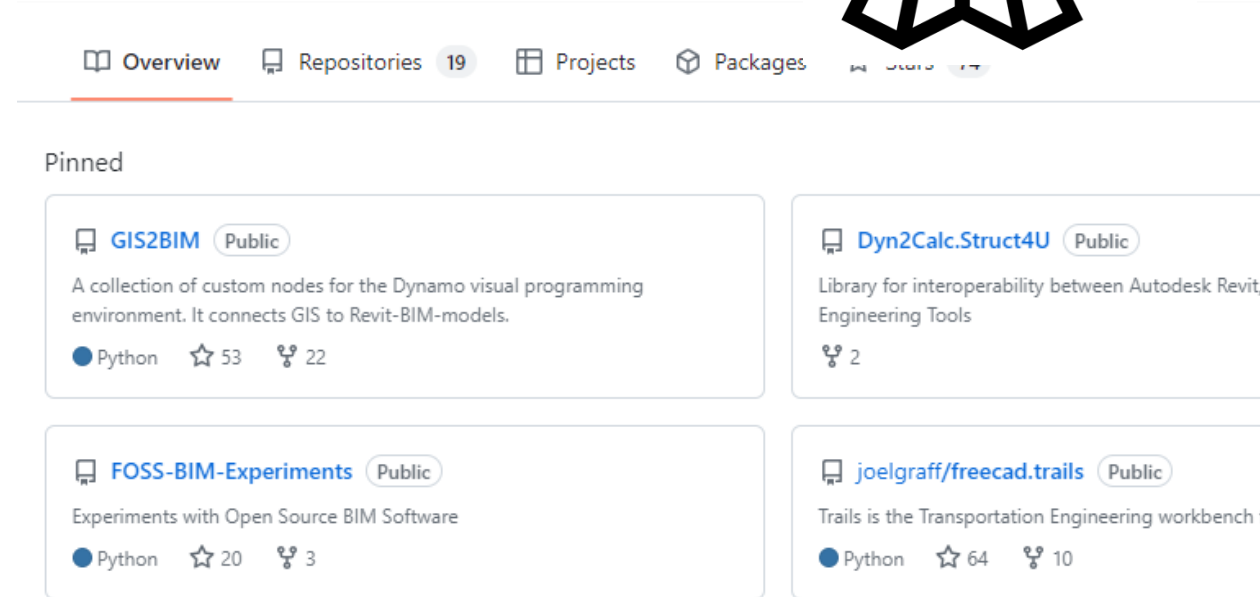 Overview Repositories 19 Projects Packages Stars 74
Pinned
GIS2BIM Public
A collection of custom nodes for the Dynamo visual programming
environment. It connects GIS to Revit-BIM-models.
Python 53 22
Dyn2Calc.Struct4U Public
Library for interoperability between Autodesk Revit,
Engineering Tools
2
FOSS-BIM-Experiments Public
Experiments with Open Source BIM Software
Python 20 3
joelgraff/freecad.trails Public
Trails is the Transportation Engineering workbench
Python 64 10